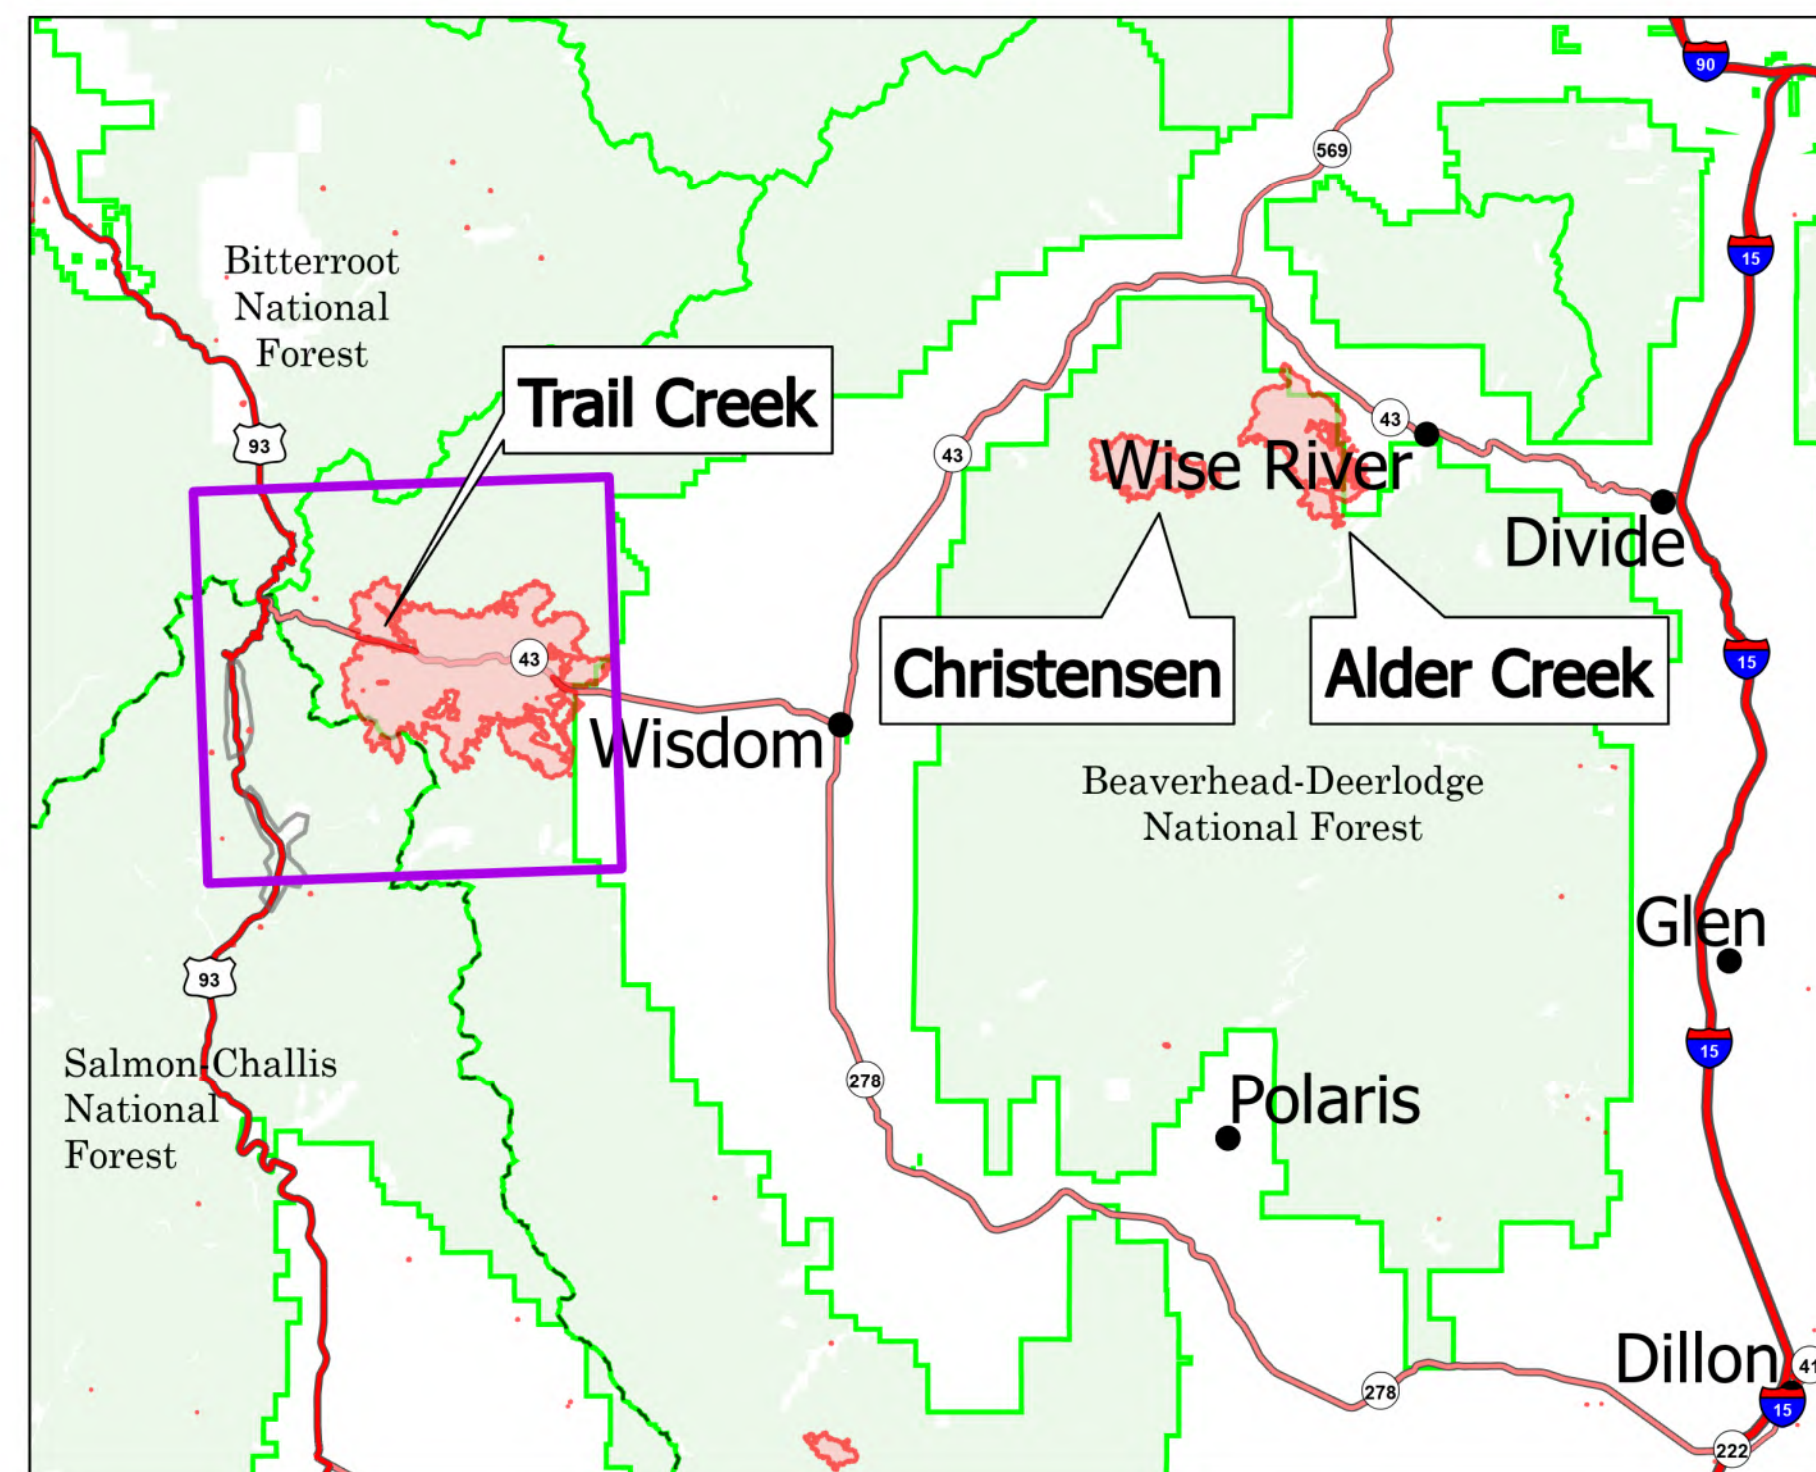 90
569
15
Bitterroot
National
Forest
Trail Creek
93
43
43
Wise River
Divide
43
15
Christensen
Alder Creek
Wisdom
Beaverhead-Deerlodge
National Forest
Glen
93
15
Salmon-Challis
National
Forest
278
Polaris
Dillon
41
278
15
222